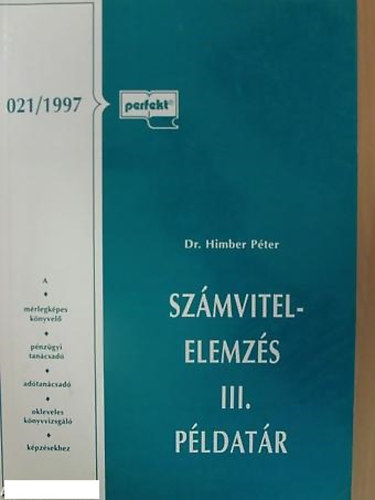 021/1997
perfekt®
Dr. Himber Péter
SZÁMVITEL-
ELEMZÉS
III.
PÉLDATÁR
A
mérlegképes
könyvelő
pénzügyi
tanácsadó
adótanácsadó
okleveles
könyvvizsgáló
képzésekhez